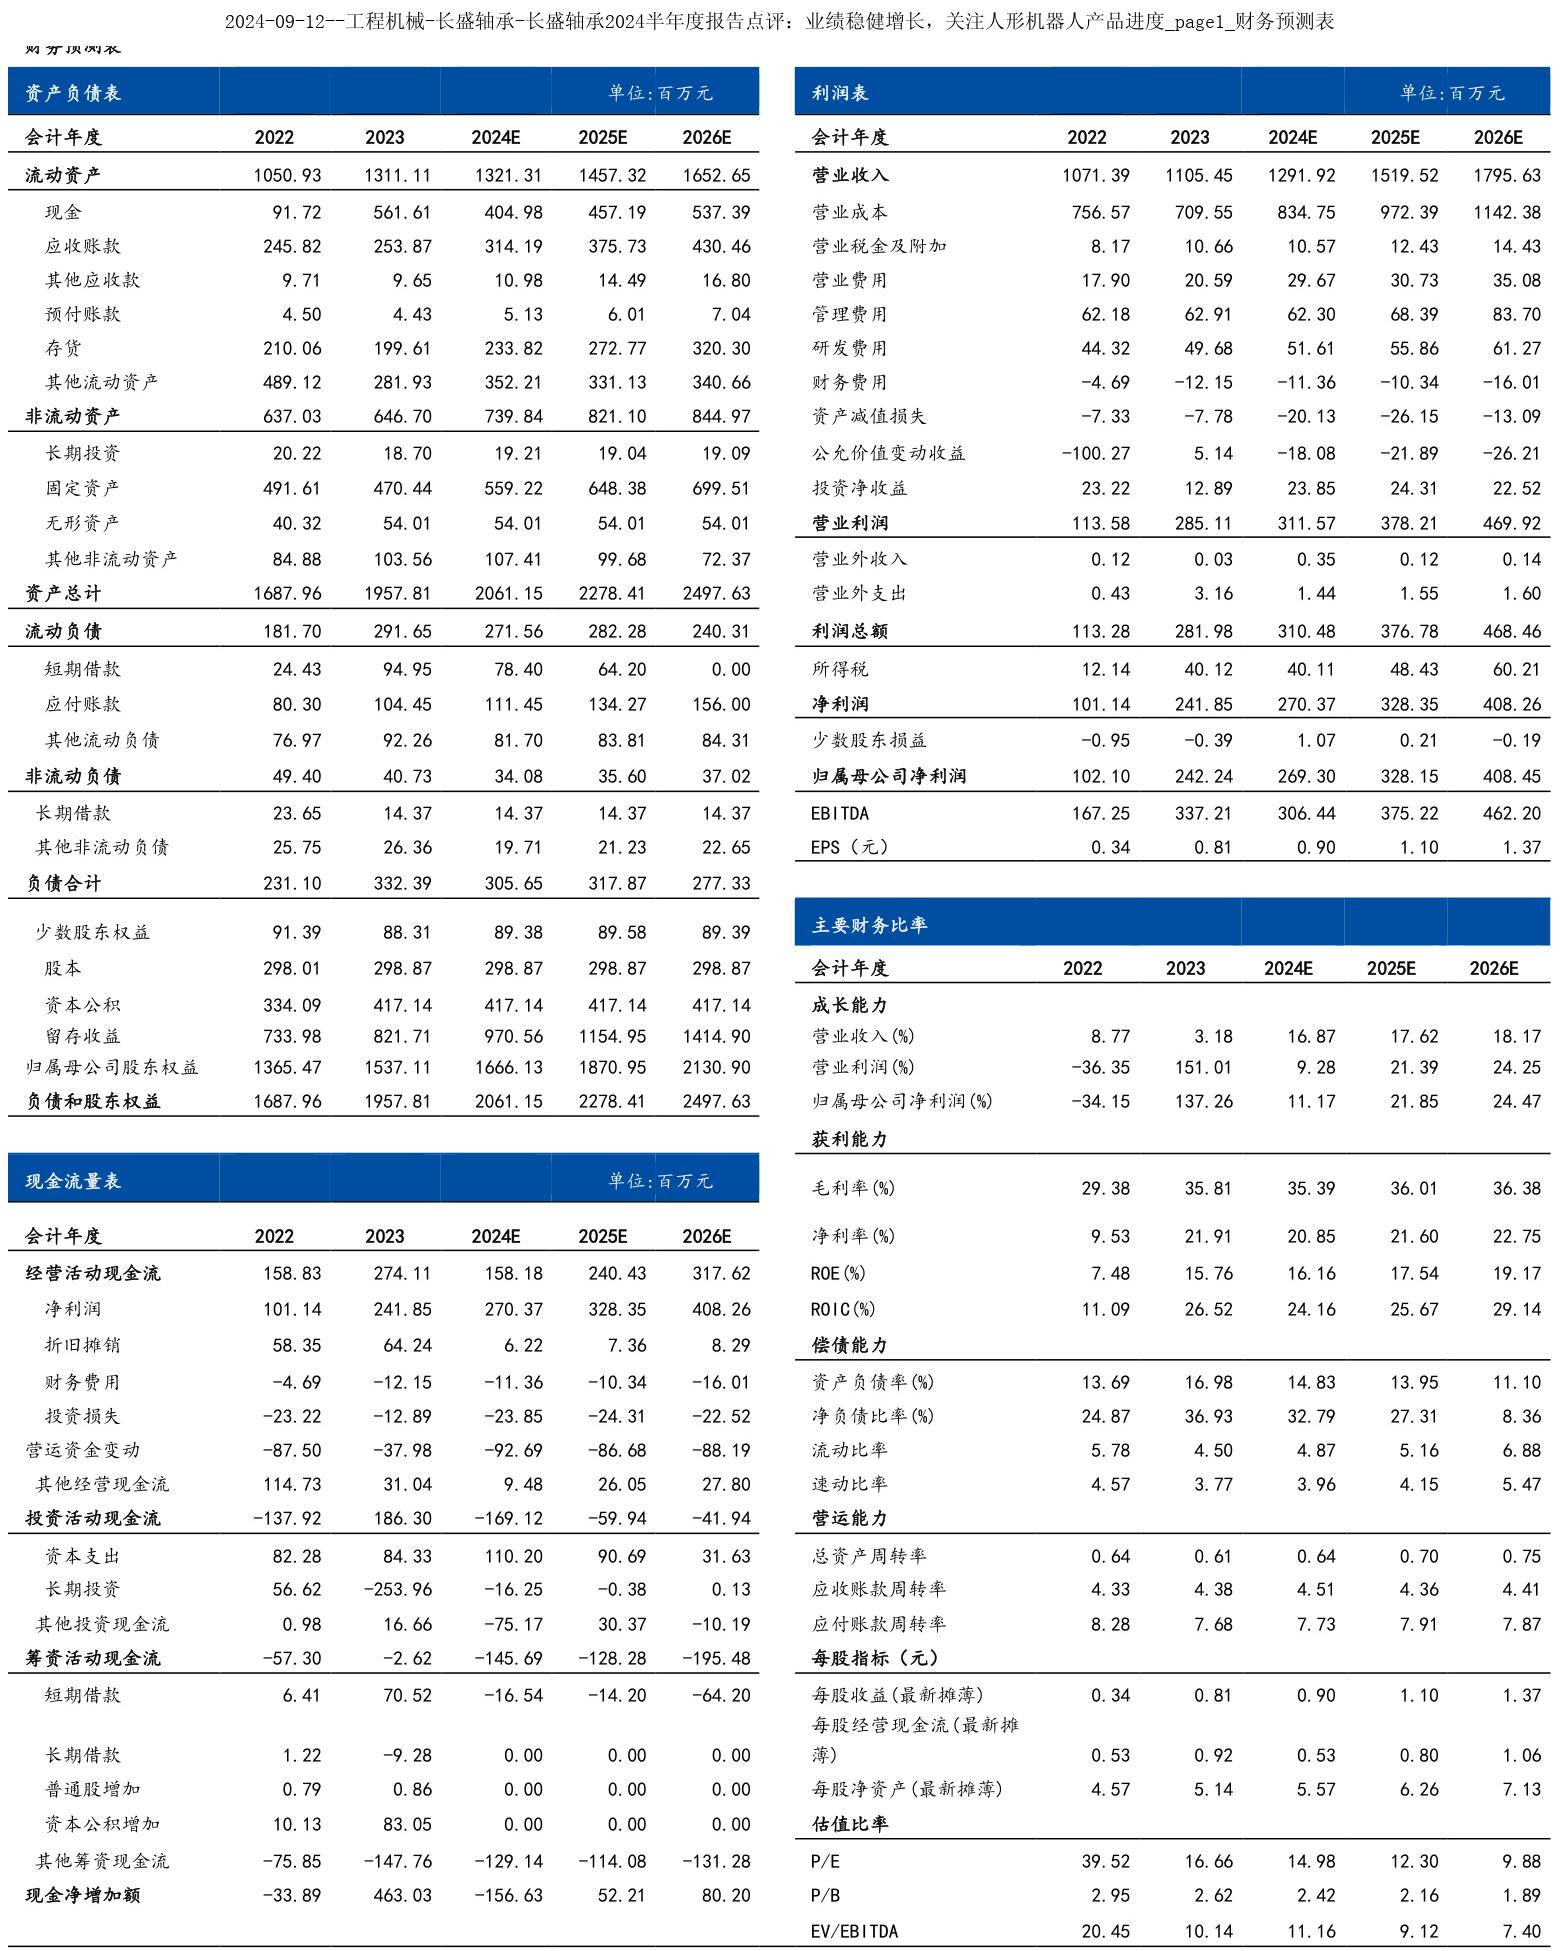 2024-09-12--工程机械-长盛轴承-长盛轴承2024半年度报告点评：业绩稳健增长，关注人形机器人产品进度_page1_财务预测表
财务预测表
资产负债表 单位:百万元
会计年度 2022 2023 2024E 2025E 2026E
流动资产 1050.93 1311.11 1321.31 1457.32 1652.65
现金 91.72 561.61 404.98 457.19 537.39
应收账款 245.82 253.87 314.19 375.73 430.46
其他应收款 9.71 9.65 10.98 14.49 16.80
预付账款 4.50 4.43 5.13 6.01 7.04
存货 210.06 199.61 233.82 272.77 320.30
其他流动资产 489.12 281.93 352.21 331.13 340.66
非流动资产 637.03 646.70 739.84 821.10 844.97
长期投资 20.22 18.70 19.21 19.04 19.09
固定资产 491.61 470.44 559.22 648.38 699.51
无形资产 40.32 54.01 54.01 54.01 54.01
其他非流动资产 84.88 103.56 107.41 99.68 72.37
资产总计 1687.96 1957.81 2061.15 2278.41 2497.63
流动负债 181.70 291.65 271.56 282.28 240.31
短期借款 24.43 94.95 78.40 64.20 0.00
应付账款 80.30 104.45 111.45 134.27 156.00
其他流动负债 76.97 92.26 81.70 83.81 84.31
非流动负债 49.40 40.73 34.08 35.60 37.02
长期借款 23.65 14.37 14.37 14.37 14.37
其他非流动负债 25.75 26.36 19.71 21.23 22.65
负债合计 231.10 332.39 305.65 317.87 277.33
少数股东权益 91.39 88.31 89.38 89.58 89.39
股本 298.01 298.87 298.87 298.87 298.87
资本公积 334.09 417.14 417.14 417.14 417.14
留存收益 733.98 821.71 970.56 1154.95 1414.90
归属母公司股东权益 1365.47 1537.11 1666.13 1870.95 2130.90
负债和股东权益 1687.96 1957.81 2061.15 2278.41 2497.63
现金流量表 单位:百万元
会计年度 2022 2023 2024E 2025E 2026E
经营活动现金流 158.83 274.11 158.18 240.43 317.62
净利润 101.14 241.85 270.37 328.35 408.26
折旧摊销 58.35 64.24 6.22 7.36 8.29
财务费用 -4.69 -12.15 -11.36 -10.34 -16.01
投资损失 -23.22 -12.89 -23.85 -24.31 -22.52
营运资金变动 -87.50 -37.98 -92.69 -86.68 -88.19
其他经营现金流 114.73 31.04 9.48 26.05 27.80
投资活动现金流 -137.92 186.30 -169.12 -59.94 -41.94
资本支出 82.28 84.33 110.20 90.69 31.63
长期投资 56.62 -253.96 -16.25 -0.38 0.13
其他投资现金流 0.98 16.66 -75.17 30.37 -10.19
筹资活动现金流 -57.30 -2.62 -145.69 -128.28 -195.48
短期借款 6.41 70.52 -16.54 -14.20 -64.20
长期借款 1.22 -9.28 0.00 0.00 0.00
普通股增加 0.79 0.86 0.00 0.00 0.00
资本公积增加 10.13 83.05 0.00 0.00 0.00
其他筹资现金流 -75.85 -147.76 -129.14 -114.08 -131.28
现金净增加额 -33.89 463.03 -156.63 52.21 80.20
利润表 单位:百万元
会计年度 2022 2023 2024E 2025E 2026E
营业收入 1071.39 1105.45 1291.92 1519.52 1795.63
营业成本 756.57 709.55 834.75 972.39 1142.38
营业税金及附加 8.17 10.66 10.57 12.43 14.43
营业费用 17.90 20.59 29.67 30.73 35.08
管理费用 62.18 62.91 62.30 68.39 83.70
研发费用 44.32 49.68 51.61 55.86 61.27
财务费用 -4.69 -12.15 -11.36 -10.34 -16.01
资产减值损失 -7.33 -7.78 -20.13 -26.15 -13.09
公允价值变动收益 -100.27 5.14 -18.08 -21.89 -26.21
投资净收益 23.22 12.89 23.85 24.31 22.52
营业利润 113.58 285.11 311.57 378.21 469.92
营业外收入 0.12 0.03 0.35 0.12 0.14
营业外支出 0.43 3.16 1.44 1.55 1.60
利润总额 113.28 281.98 310.48 376.78 468.46
所得税 12.14 40.12 40.11 48.43 60.21
净利润 101.14 241.85 270.37 328.35 408.26
少数股东损益 -0.95 -0.39 1.07 0.21 -0.19
归属母公司净利润 102.10 242.24 269.30 328.15 408.45
EBITDA 167.25 337.21 306.44 375.22 462.20
EPS（元） 0.34 0.81 0.90 1.10 1.37
主要财务比率
会计年度 2022 2023 2024E 2025E 2026E
成长能力
营业收入(%) 8.77 3.18 16.87 17.62 18.17
营业利润(%) -36.35 151.01 9.28 21.39 24.25
归属母公司净利润(%) -34.15 137.26 11.17 21.85 24.47
获利能力
毛利率(%) 29.38 35.81 35.39 36.01 36.38
净利率(%) 9.53 21.91 20.85 21.60 22.75
ROE(%) 7.48 15.76 16.16 17.54 19.17
ROIC(%) 11.09 26.52 24.16 25.67 29.14
偿债能力
资产负债率(%) 13.69 16.98 14.83 13.95 11.10
净负债比率(%) 24.87 36.93 32.79 27.31 8.36
流动比率 5.78 4.50 4.87 5.16 6.88
速动比率 4.57 3.77 3.96 4.15 5.47
营运能力
总资产周转率 0.64 0.61 0.64 0.70 0.75
应收账款周转率 4.33 4.38 4.51 4.36 4.41
应付账款周转率 8.28 7.68 7.73 7.91 7.87
每股指标（元）
每股收益(最新摊薄) 0.34 0.81 0.90 1.10 1.37
每股经营现金流(最新摊
薄) 0.53 0.92 0.53 0.80 1.06
每股净资产(最新摊薄) 4.57 5.14 5.57 6.26 7.13
估值比率
P/E 39.52 16.66 14.98 12.30 9.88
P/B 2.95 2.62 2.42 2.16 1.89
EV/EBITDA 20.45 10.14 11.16 9.12 7.40